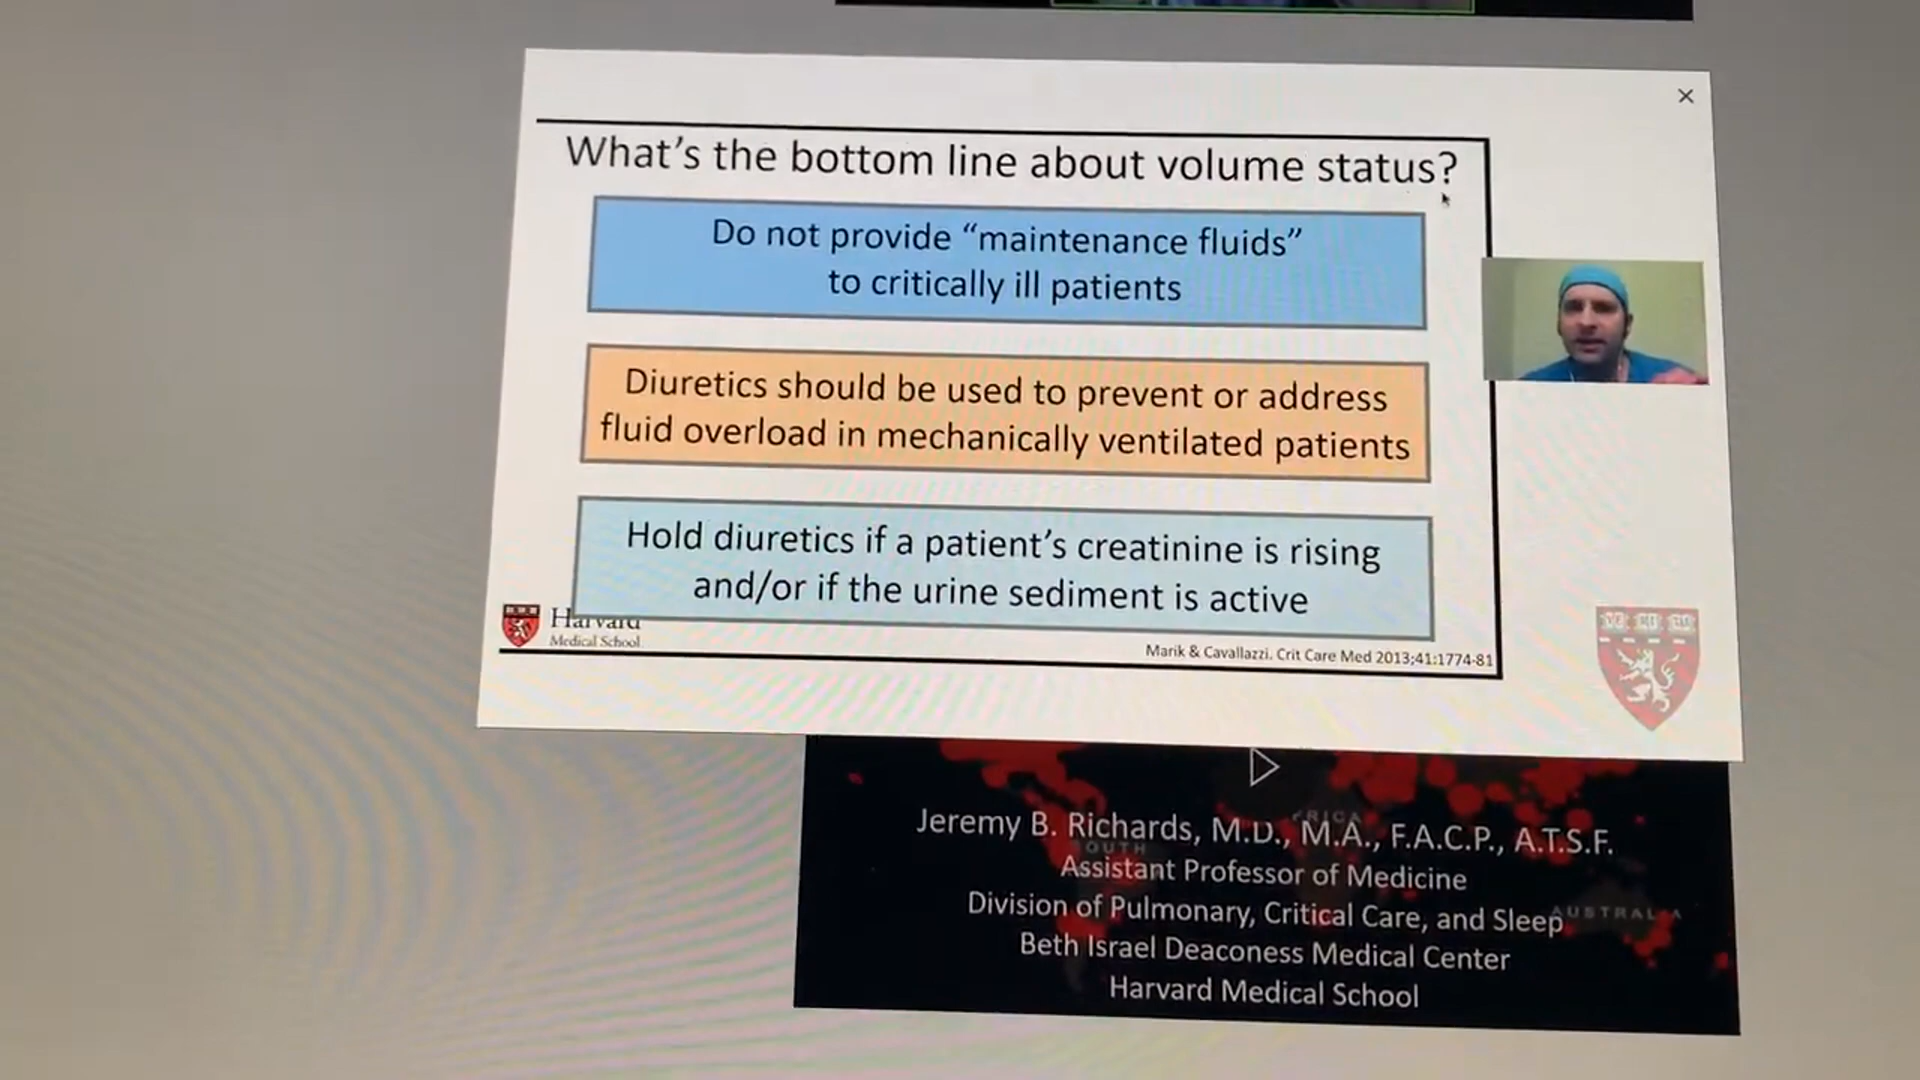 What's the bottom line about volume status?
Do not provide “maintenance fluids”
to critically ill patients
Diuretics should be used to prevent or address
fluid overload in mechanically ventilated patients
Hold diuretics if a patient's creatinine is rising
and/or if the urine sediment is active
Harvard
Medical School
Marik & Cavallazzi. Crit Care Med 2013;41:1774-81
Jeremy B. Richards, M.D., M.A., F.A.C.P., A.T.S.F.
Assistant Professor of Medicine
Division of Pulmonary, Critical Care, and Sleep
AUSTRALIA
Beth Israel Deaconess Medical Center
Harvard Medical School